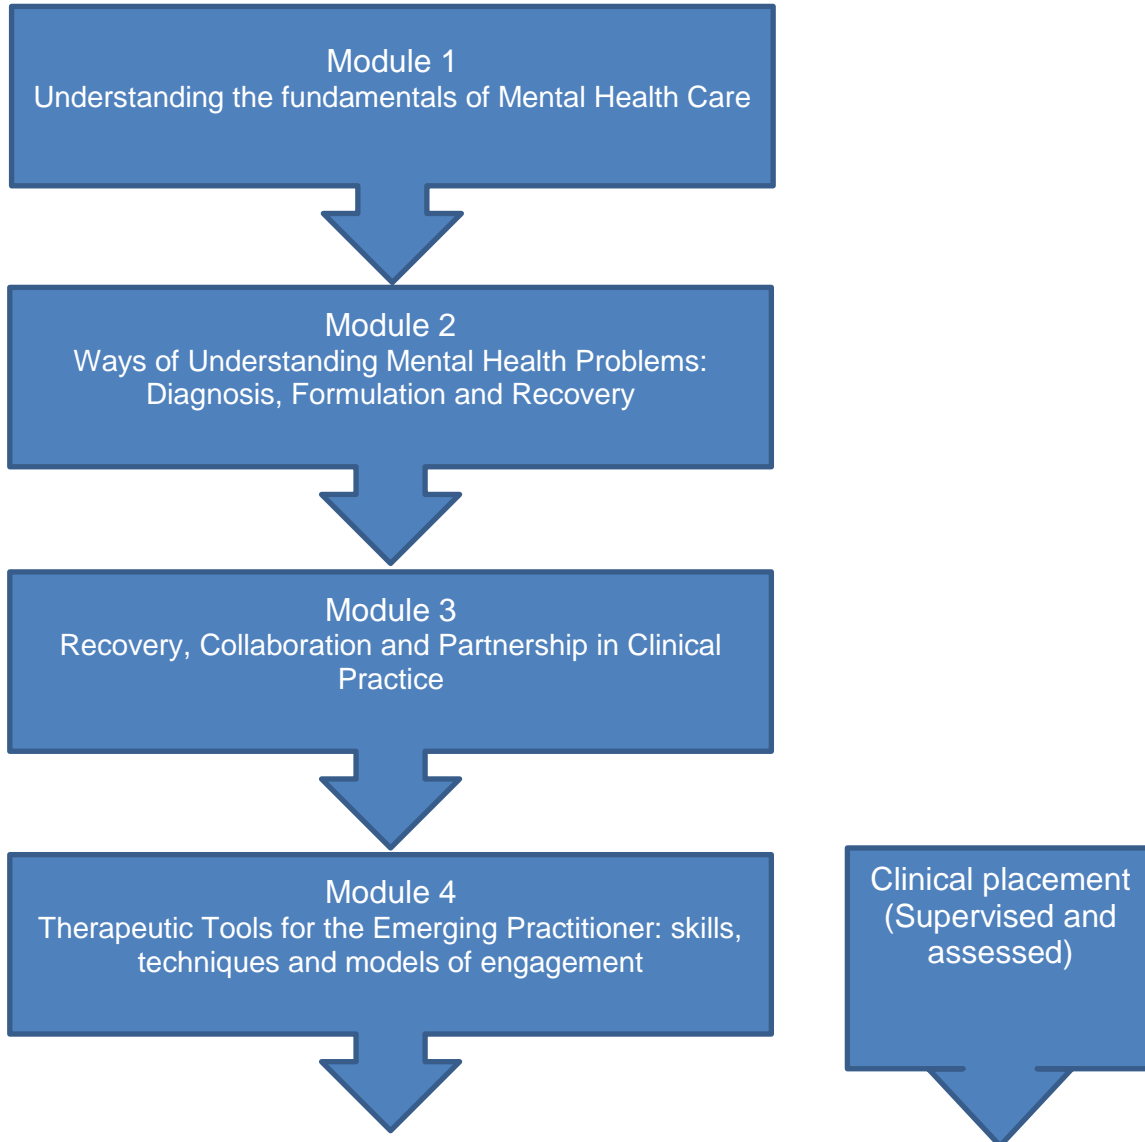 Module 1
Understanding the fundamentals of Mental Health Care
Module 2
Ways of Understanding Mental Health Problems:
Diagnosis, Formulation and Recovery
Module 3
Recovery, Collaboration and Partnership in Clinical
Practice
Module 4
Therapeutic Tools for the Emerging Practitioner: skills,
techniques and models of engagement
Clinical placement
(Supervised and
assessed)